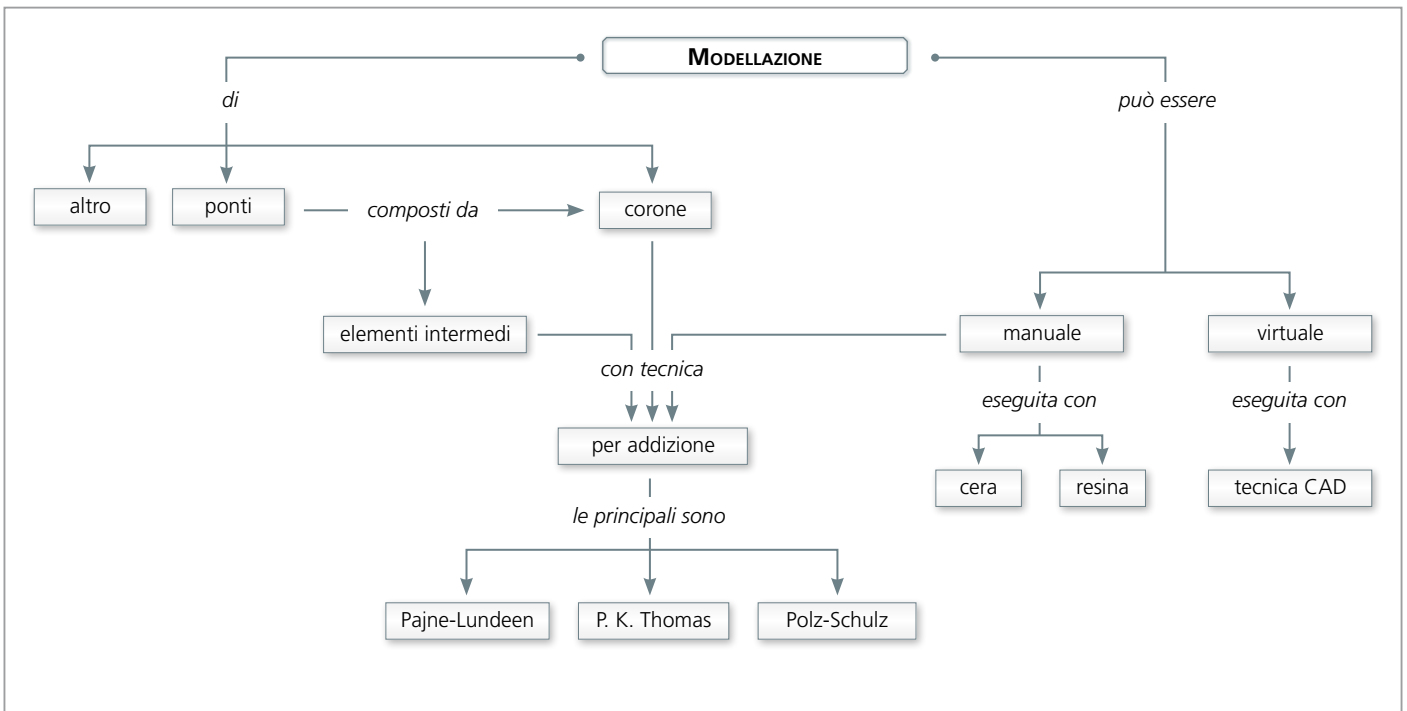 MODELLAZIONE
di
può essere
altro
ponti
composti da
corone
elementi intermedi
manuale
virtuale
con tecnica
eseguita con
eseguita con
per addizione
cera
resina
tecnica CAD
le principali sono
Pajne-Lundeen
P. K. Thomas
Polz-Schulz